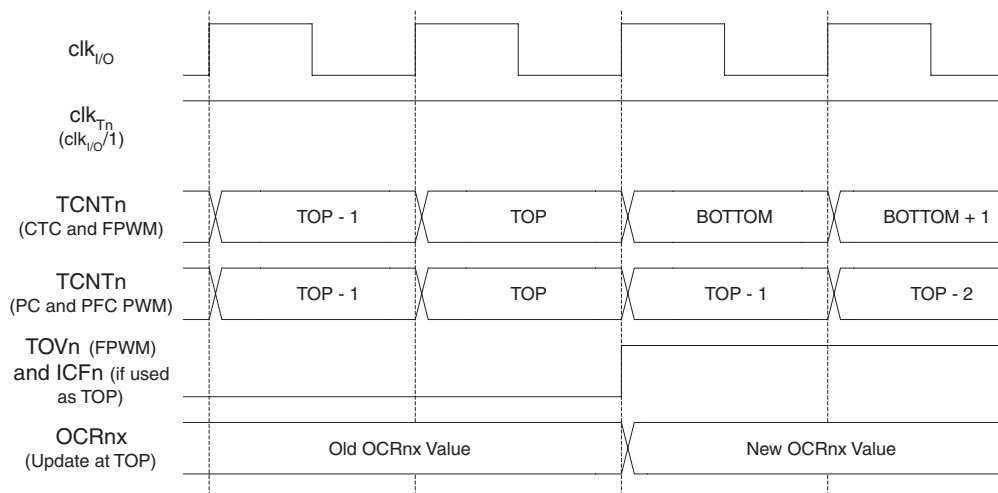 clkI/O
clkTn
(clkI/O/1)
TCNTn
(CTC and FPWM)
TOP - 1
TOP
BOTTOM
BOTTOM + 1
TCNTn
(PC and PFC PWM)
TOP - 1
TOP
TOP - 1
TOP - 2
TOVn (FPWM)
and ICFn (if used
as TOP)
OCRnx
(Update at TOP)
Old OCRnx Value
New OCRnx Value